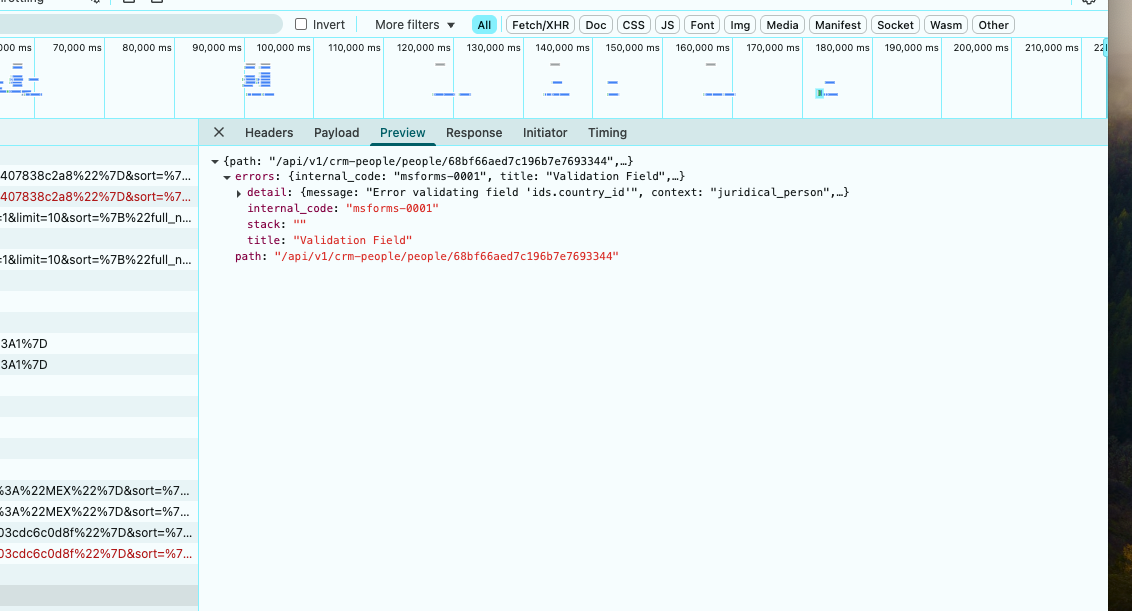 Invert More filters All Fetch/XHR Doc CSS JS Font Img Media Manifest Socket Wasm Other
000 ms 70,000 ms 80,000 ms 90,000 ms 100,000 ms 110,000 ms 120,000 ms 130,000 ms 140,000 ms 150,000 ms 160,000 ms 170,000 ms 180,000 ms 190,000 ms 200,000 ms 210,000 ms 22
Headers Payload Preview Response Initiator Timing
407838c2a8%22%7D&sort=%7...
407838c2a8%22%7D&sort=%7...
=1&limit=10&sort=%7B%22full_n...
=1&limit=10&sort=%7B%22full_n...
3A1%7D
3A1%7D
%3A%22MEX%22%7D&sort=%7...
%3A%22MEX%22%7D&sort=%7...
03cdc6c0d8f%22%7D&sort=%7...
03cdc6c0d8f%22%7D&sort=%7...
{path: "/api/v1/crm-people/people/68bf66aed7c196b7e7693344",…}
errors: {internal_code: "msforms-0001", title: "Validation Field",…}
detail: {message: "Error validating field 'ids.country_id'", context: "juridical_person",…}
internal_code: "msforms-0001"
stack: ""
title: "Validation Field"
path: "/api/v1/crm-people/people/68bf66aed7c196b7e7693344"